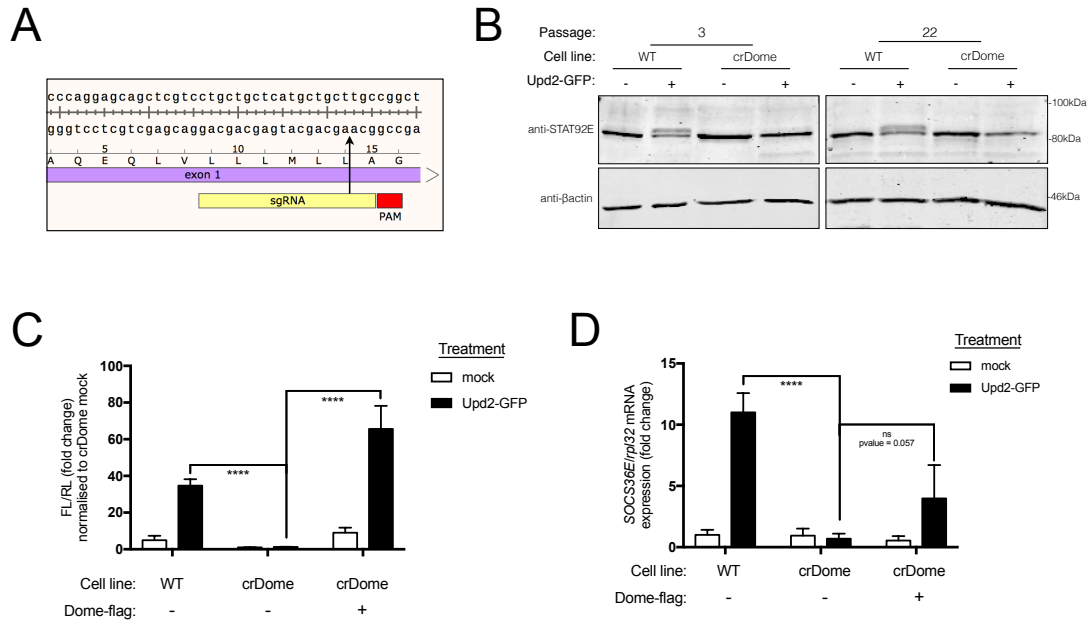 A
cccaggagcagctcgtcctgctgctcatgctgcttgccggct
gggtcctcgtcgagcaggacgacgagtacgacgaacggccga
5 10 15
A Q E Q L V L L L M L L A G
exon 1
sgRNA
PAM
B
Passage: 3 22
Cell line: WT crDome WT crDome
Upd2-GFP: - + - + - + - +
anti-STAT92E
-100kDa
-80kDa
anti-βactin
-46kDa
C
FL/RL (fold change)
normalised to crDome mock
100
80
60
40
20
0
****
****
Treatment
mock
Upd2-GFP
Cell line: WT crDome crDome
Dome-flag: - - +
D
SOCS36E/rpl32 mRNA
expression (fold change)
15
10
5
0
****
ns
pvalue = 0.057
Treatment
mock
Upd2-GFP
Cell line: WT crDome crDome
Dome-flag: - - +